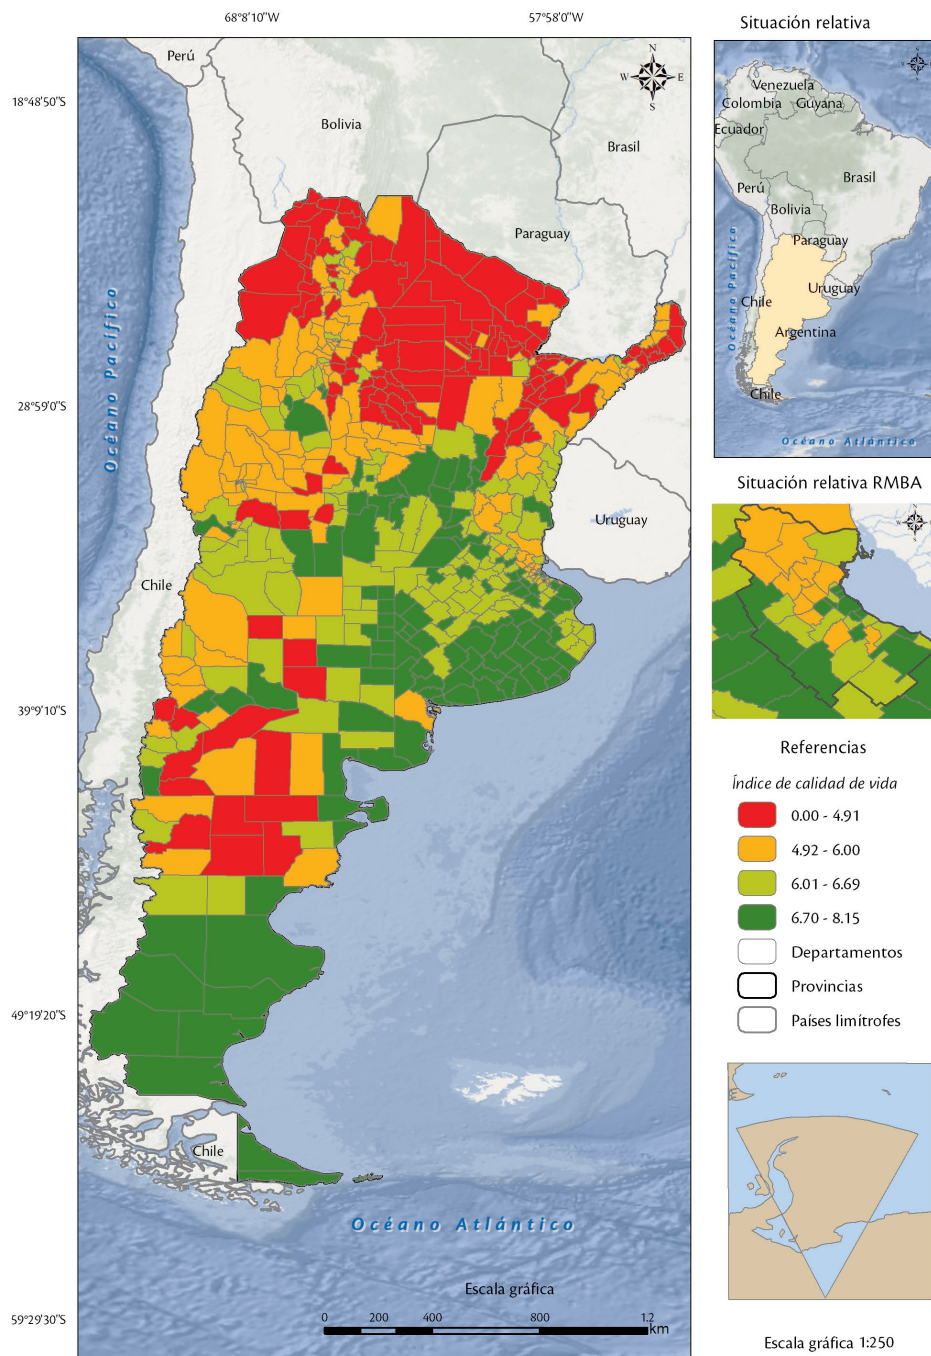 68°8'10"W
57°58'0"W
Situación relativa
Perú
N
W
E
S
18°48'50"S
Bolivia
Brasil
Paraguay
Venezuela
Colombia
Guyana
Ecuador
Brasil
Perú
Bolivia
Paraguay
Uruguay
Chile
Argentina
Chile
Océano Pacífico
Océano Atlántico
Océano Pacífico
28°59'0"S
Uruguay
Chile
Situación relativa RMBA
39°9'10"S
Referencias
Índice de calidad de vida
0.00 - 4.91
4.92 - 6.00
6.01 - 6.69
6.70 - 8.15
Departamentos
Provincias
Países limítrofes
49°19'20"S
Chile
Océano Atlántico
Escala gráfica
0 200 400 800 1.2
km
59°29'30"S
Escala gráfica 1:250